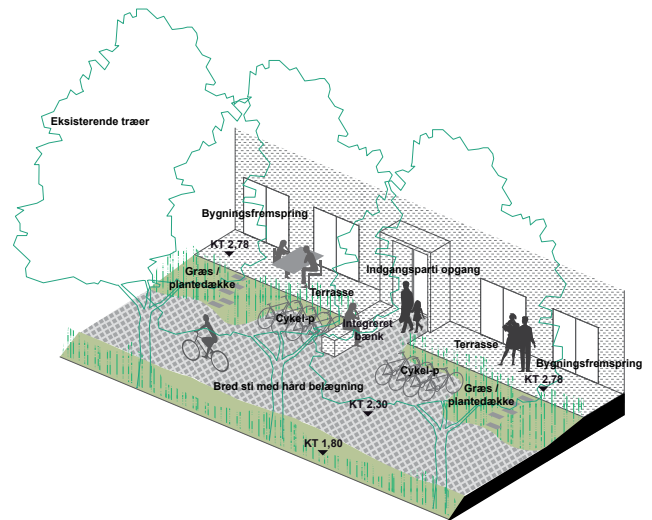 Eksisterende træer
Bygningsfremspring
KT 2,78
Græs /
plantedække
Terrasse
Indgangsparti opgang
Cykel-p
Integreret
bænk
Terrasse
Bygningsfremspring
KT 2,78
Cykel-p
Græs /
plantedække
Bred sti med hård belægning
KT 2,30
KT 1,80